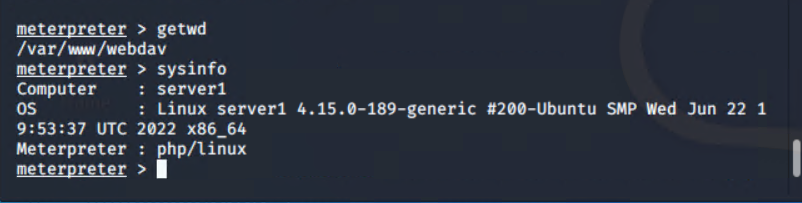 meterpreter > getwd
/var/www/webdav
meterpreter > sysinfo
Computer    : server1
OS          : Linux server1 4.15.0-189-generic #200-Ubuntu SMP Wed Jun 22 1
9:53:37 UTC 2022 x86_64
Meterpreter : php/linux
meterpreter >